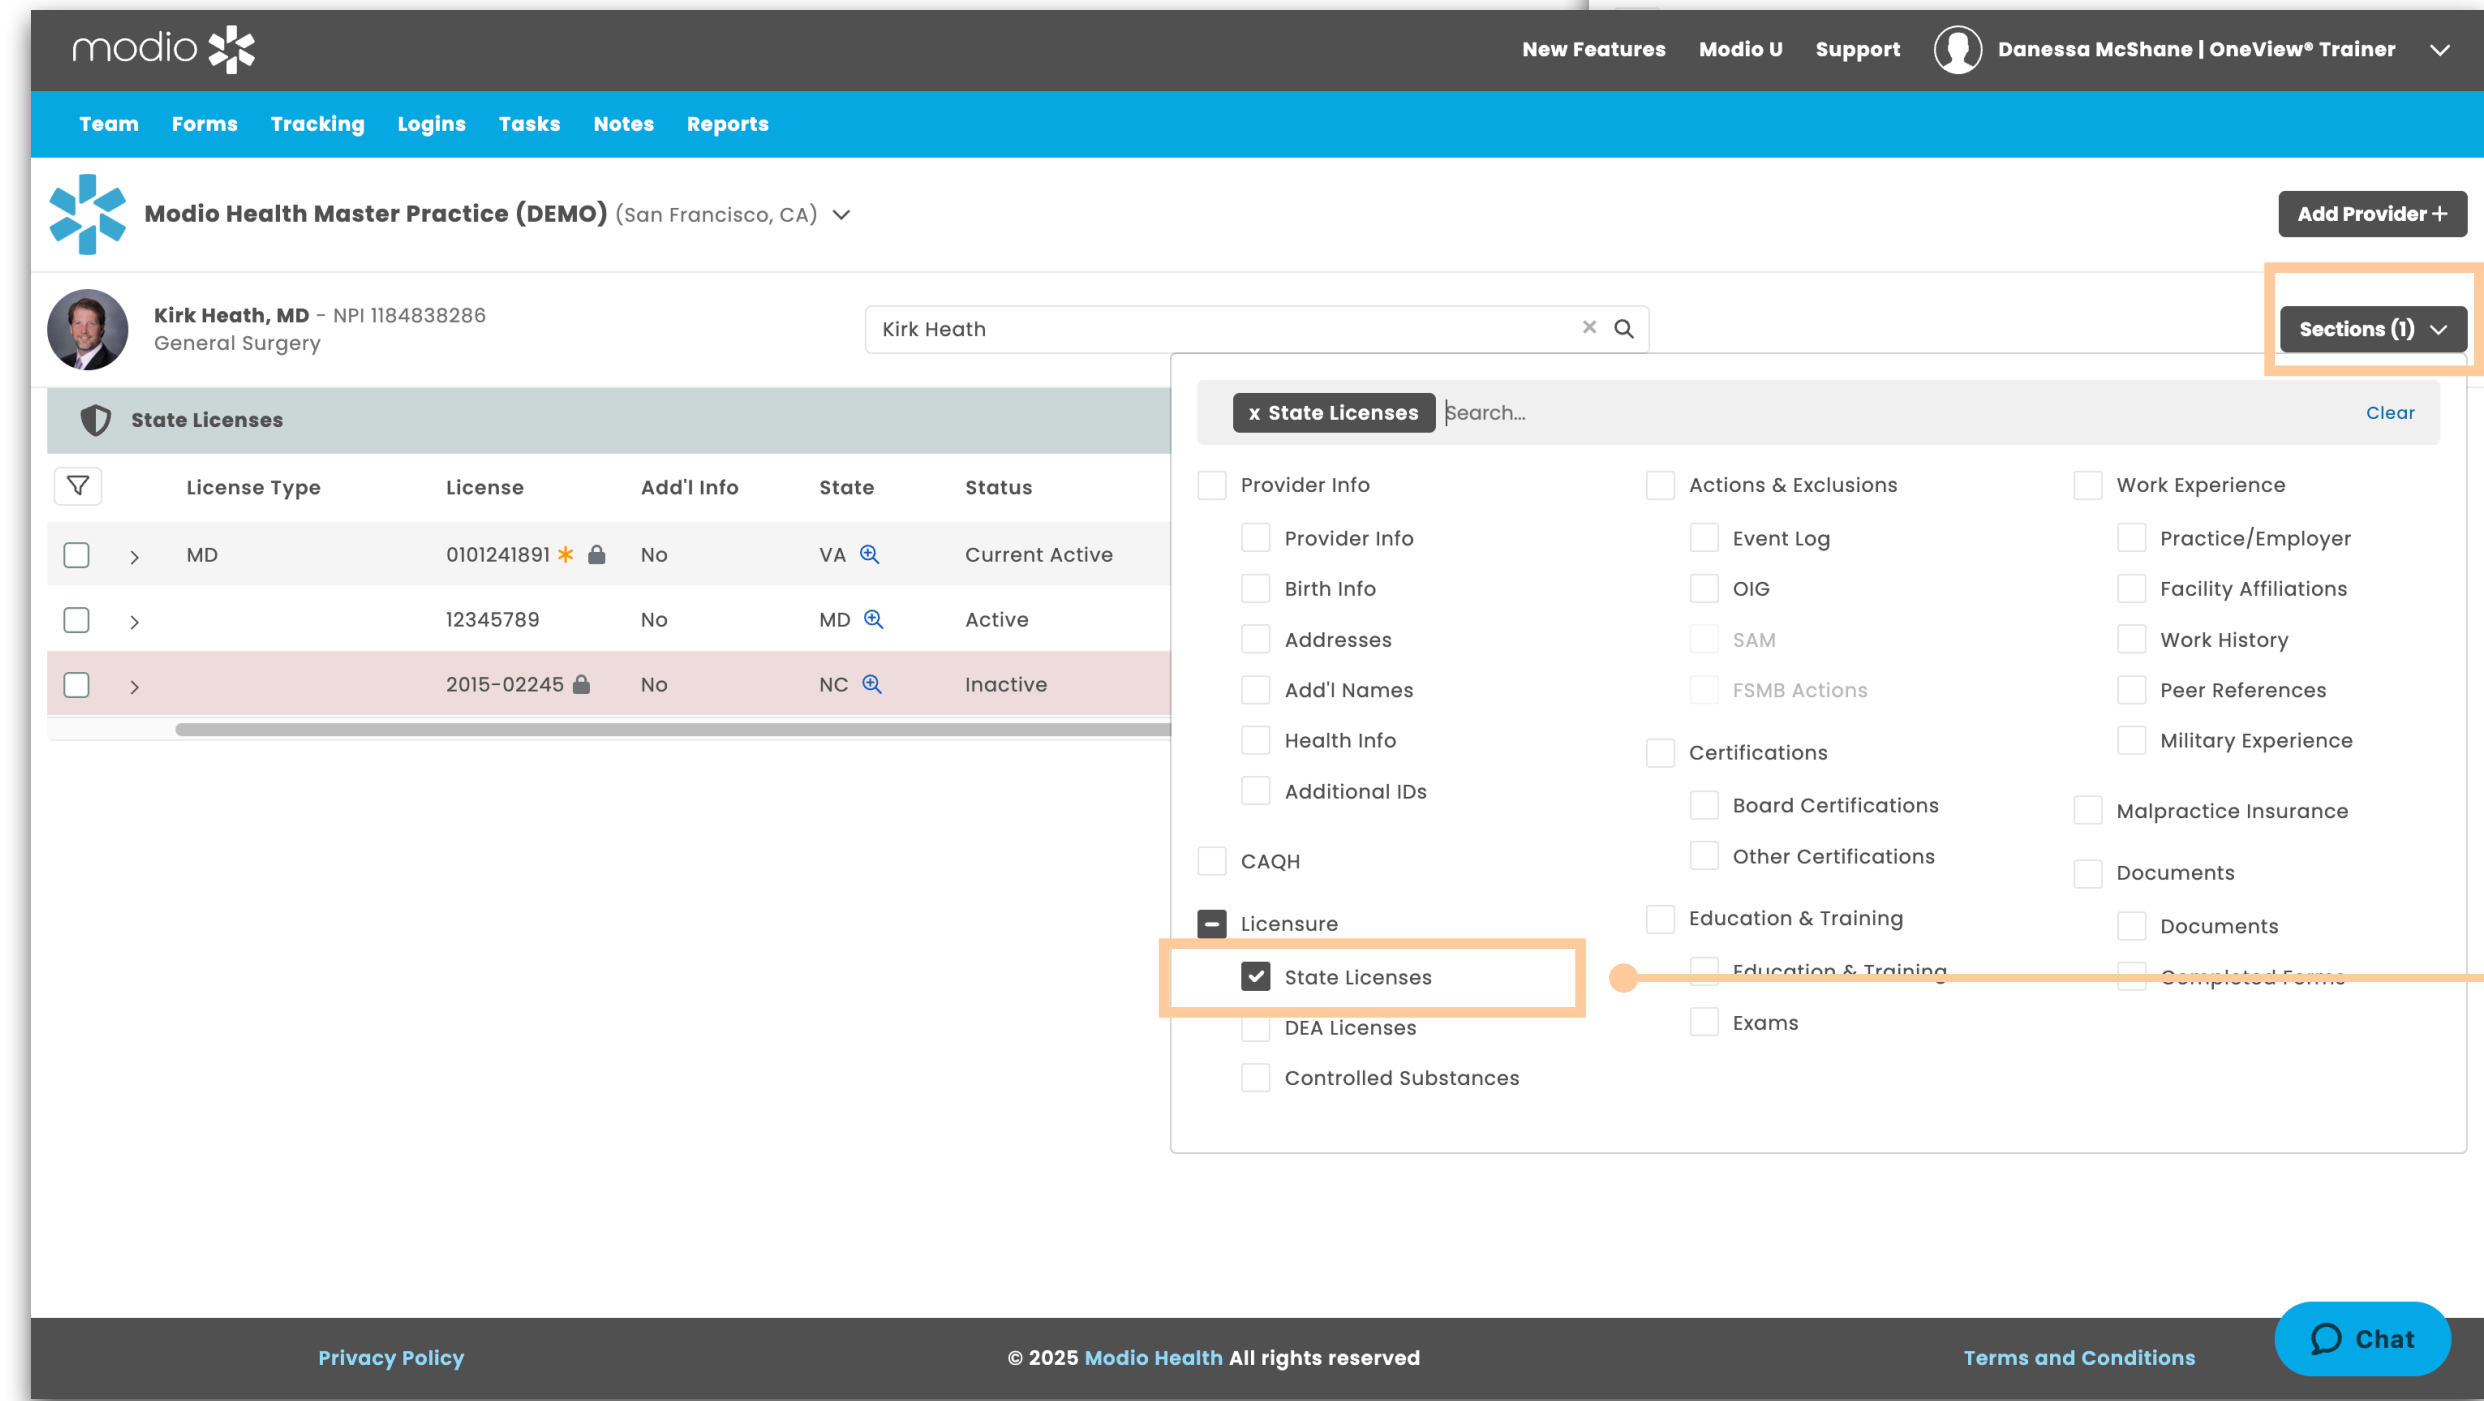 modio
New Features Modio U Support Danessa McShane | OneView® Trainer
Team Forms Tracking Logins Tasks Notes Reports
Modio Health Master Practice (DEMO) (San Francisco, CA)
Add Provider +
Kirk Heath, MD - NPI 1184838286
General Surgery
Kirk Heath
Sections (1)
State Licenses
License Type License Add'l Info State Status
MD 0101241891 * No VA Current Active
12345789 No MD Active
2015-02245 No NC Inactive
x State Licenses Search... Clear
Provider Info
Provider Info
Birth Info
Addresses
Add'l Names
Health Info
Additional IDs
CAQH
Licensure
State Licenses
DEA Licenses
Controlled Substances
Actions & Exclusions
Event Log
OIG
SAM
FSMB Actions
Certifications
Board Certifications
Other Certifications
Education & Training
Education & Training
Exams
Work Experience
Practice/Employer
Facility Affiliations
Work History
Peer References
Military Experience
Malpractice Insurance
Documents
Documents
Completed Forms
Privacy Policy
© 2025 Modio Health All rights reserved
Terms and Conditions
Chat